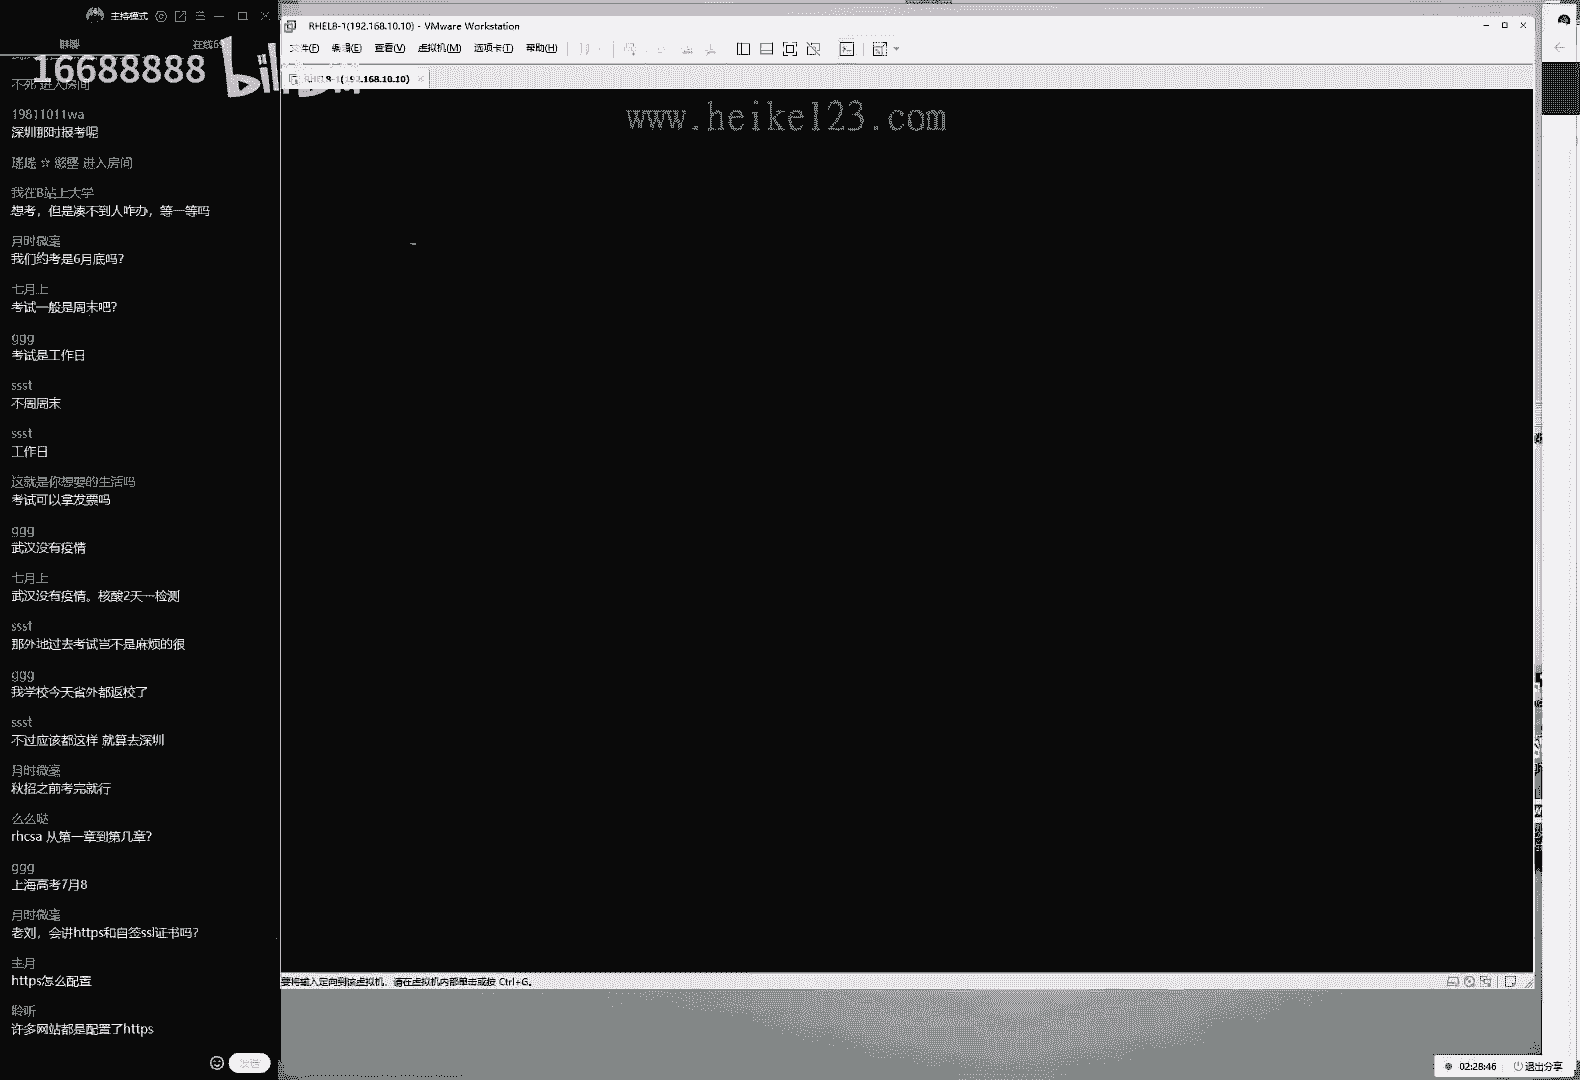 主持模式
聊天
在线6
16688888
bilibili
不死 进入房间
19811011wa
深圳那时报考呢
瑶瑶 ☆ 进入房间
我在B站上大学
想考，但是凑不到人咋办，等一等吗
月时微毫
我们约考是6月底吗?
七月上
考试一般是周末吧?
ggg
考试是工作日
ssst
不周周末
ssst
工作日
这就是你想要的生活吗
考试可以拿发票吗
ggg
武汉没有疫情
七月上
武汉没有疫情。核酸2天一检测
ssst
那外地过去考试岂不是麻烦的很
ggg
我学校今天省外都返校了
ssst
不过应该都这样 就算去深圳
月时微毫
秋招之前考完就行
么么哒
rhcsa 从第一章到第几章?
ggg
上海高考7月8
月时微毫
老刘，会讲https和自签ssl证书吗?
圭月
https怎么配置
聆听
许多网站都是配置了https
发送
RHEL8-1(192.168.10.10) - VMware Workstation
文件(F) 编辑(E) 查看(V) 虚拟机(M) 选项卡(T) 帮助(H)
RHEL8-1(192.168.10.10)
www.heike123.com
要将输入定向到该虚拟机，请在虚拟机内部单击或按 Ctrl+G。
02:28:46 退出分享